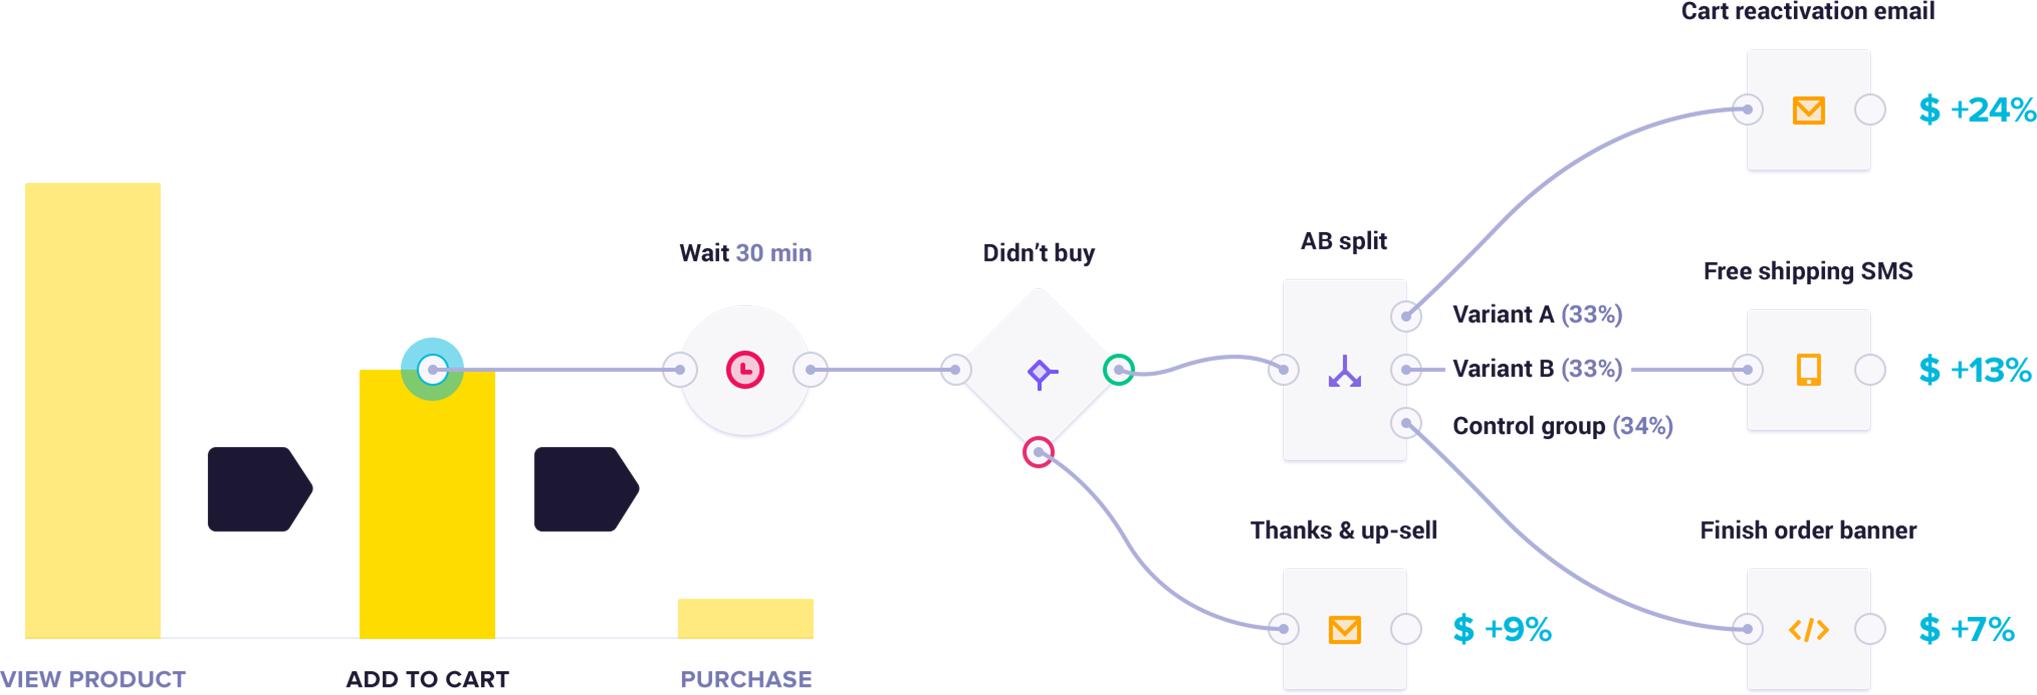 Cart reactivation email
$ +24%
Wait 30 min
Didn’t buy
AB split
Variant A (33%)
Variant B (33%)
Control group (34%)
Free shipping SMS
$ +13%
Thanks & up-sell
$ +9%
Finish order banner
$ +7%
VIEW PRODUCT
ADD TO CART
PURCHASE